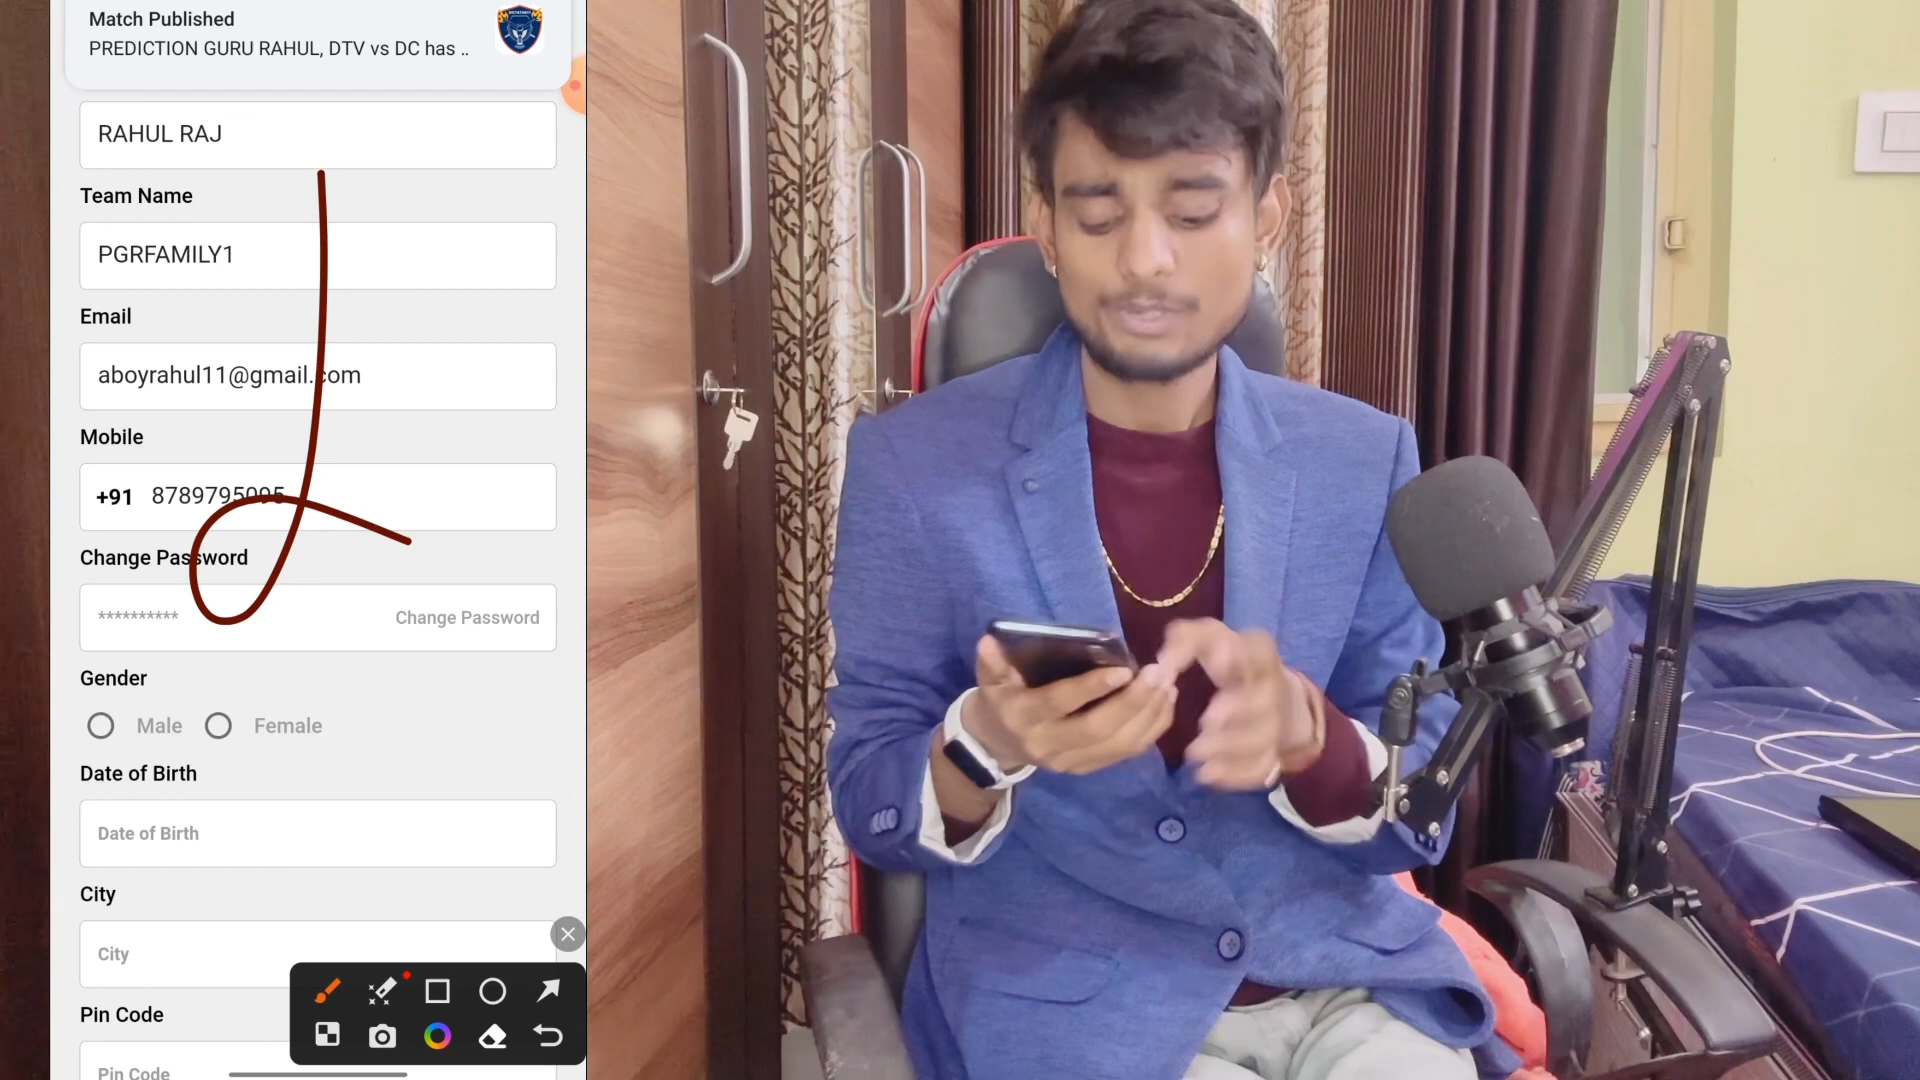 Match Published
PREDICTION GURU RAHUL, DTV vs DC has ..
RAHUL RAJ
Team Name
PGRFAMILY1
Email
aboyrahul11@gmail.com
Mobile
+91 8789795095
Change Password
********** Change Password
Gender
Male Female
Date of Birth
Date of Birth
City
City
Pin Code
Pin Code